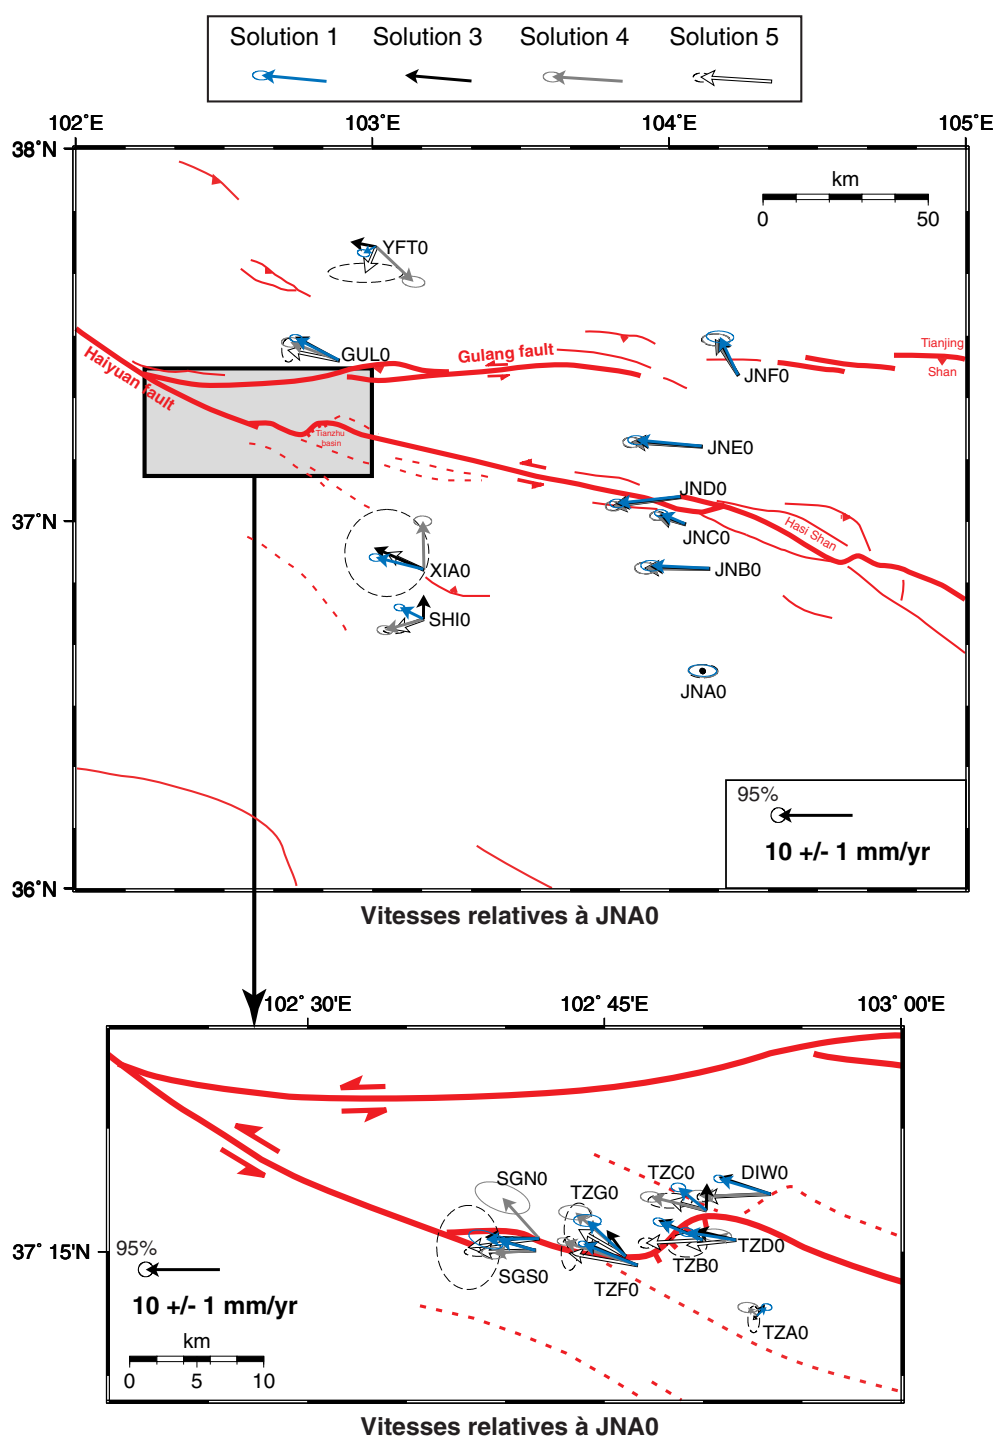 Solution 1 Solution 3 Solution 4 Solution 5
102˚E 103˚E 104˚E 105˚E
38˚N
km
0 50
YFT0
GUL0
Gulang fault
Tianjing
Shan
JNF0
Haiyuan fault
Tianzhu
basin
JNE0
JND0
37˚N
JNC0
Hasi Shan
XIA0
JNB0
SHI0
JNA0
95%
10 +/- 1 mm/yr
36˚N
Vitesses relatives à JNA0
102˚ 30'E 102˚ 45'E 103˚ 00'E
SGN0
TZG0
TZC0
DIW0
37˚ 15'N
TZD0
SGS0
TZF0
TZB0
TZA0
95%
10 +/- 1 mm/yr
km
0 5 10
Vitesses relatives à JNA0